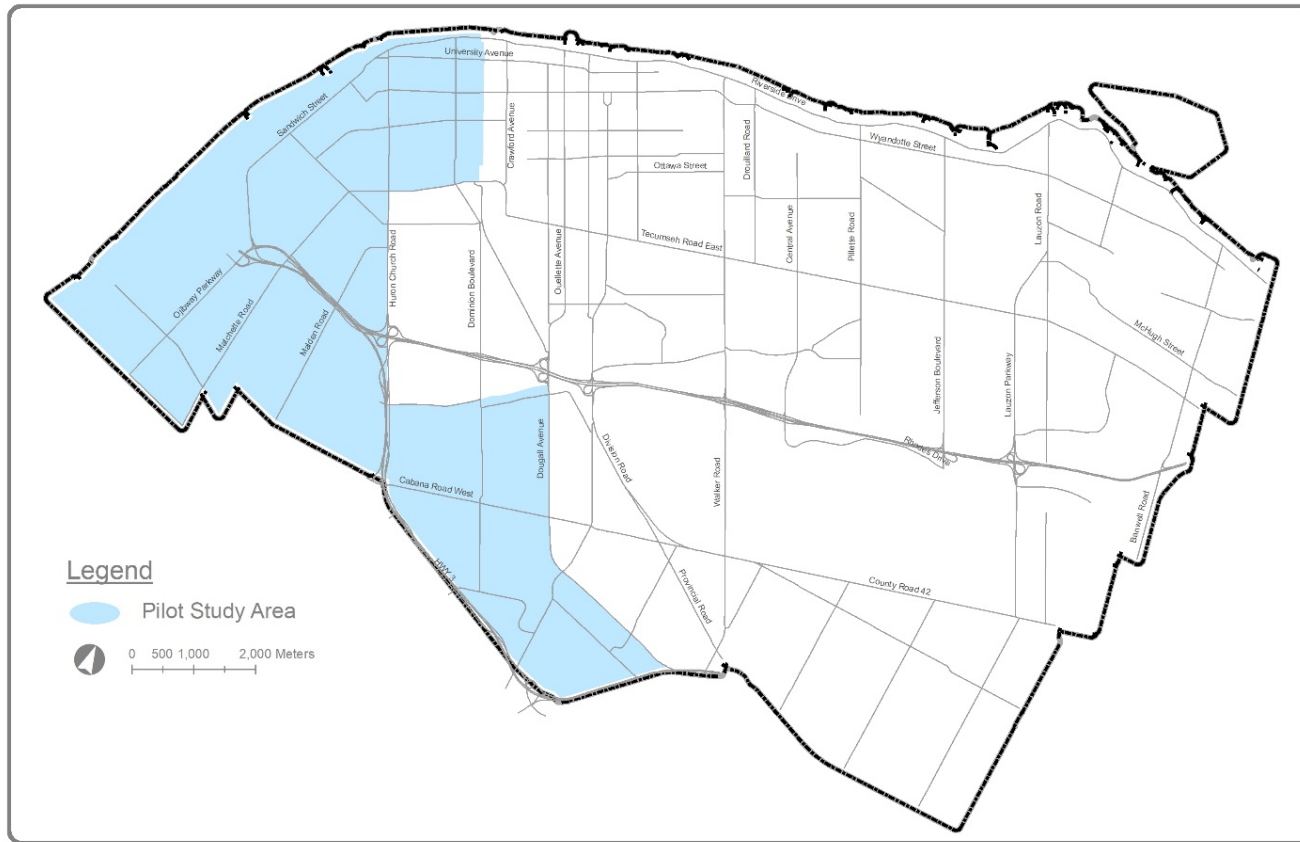 University Avenue
Riverside Drive
Sandwich Street
Crawford Avenue
Wyandotte Street
Ottawa Street
Drouillard Road
Lauzon Road
Central Avenue
Pillette Road
Tecumseh Road East
Ouellette Avenue
Huron Church Road
Dominion Boulevard
Ojibway Parkway
Matchette Road
Malden Road
McHugh Street
Jefferson Boulevard
Lauzon Parkway
Rhodes Drive
Dougall Avenue
Division Road
Walker Road
Cabana Road West
Banwell Road
HWY 3
Provincial Road
County Road 42
Legend
Pilot Study Area
0 500 1,000 2,000 Meters